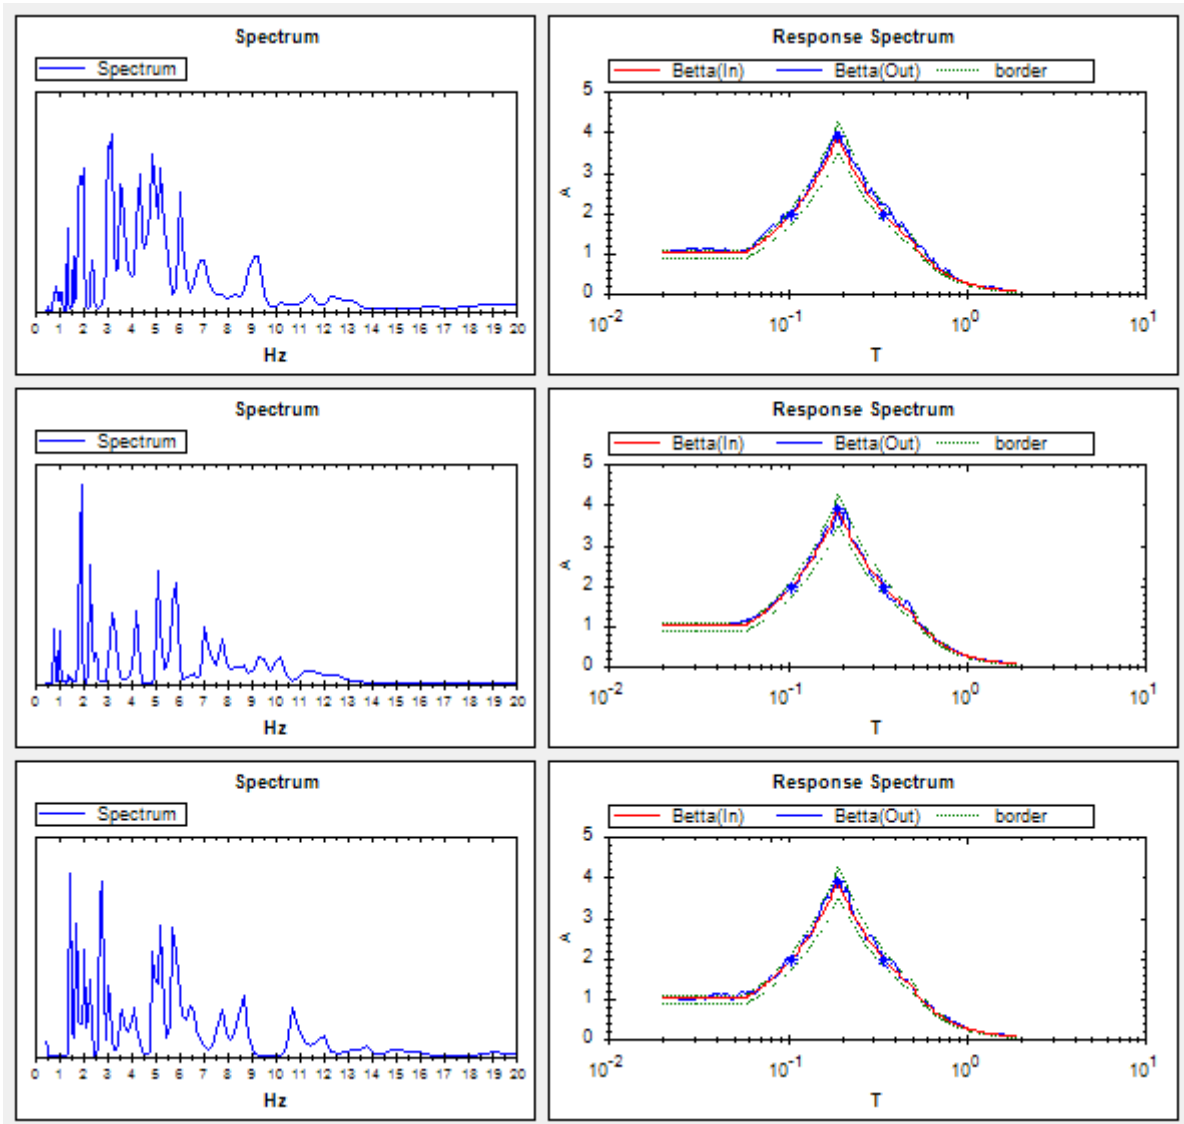 Spectrum
Spectrum
0 1 2 3 4 5 6 7 8 9 10 11 12 13 14 15 16 17 18 19 20
Hz
Response Spectrum
Betta(In) Betta(Out) border
5
4
3
2
1
0
A
10-2 10-1 100 101
T
Spectrum
Spectrum
0 1 2 3 4 5 6 7 8 9 10 11 12 13 14 15 16 17 18 19 20
Hz
Response Spectrum
Betta(In) Betta(Out) border
5
4
3
2
1
0
A
10-2 10-1 100 101
T
Spectrum
Spectrum
0 1 2 3 4 5 6 7 8 9 10 11 12 13 14 15 16 17 18 19 20
Hz
Response Spectrum
Betta(In) Betta(Out) border
5
4
3
2
1
0
A
10-2 10-1 100 101
T